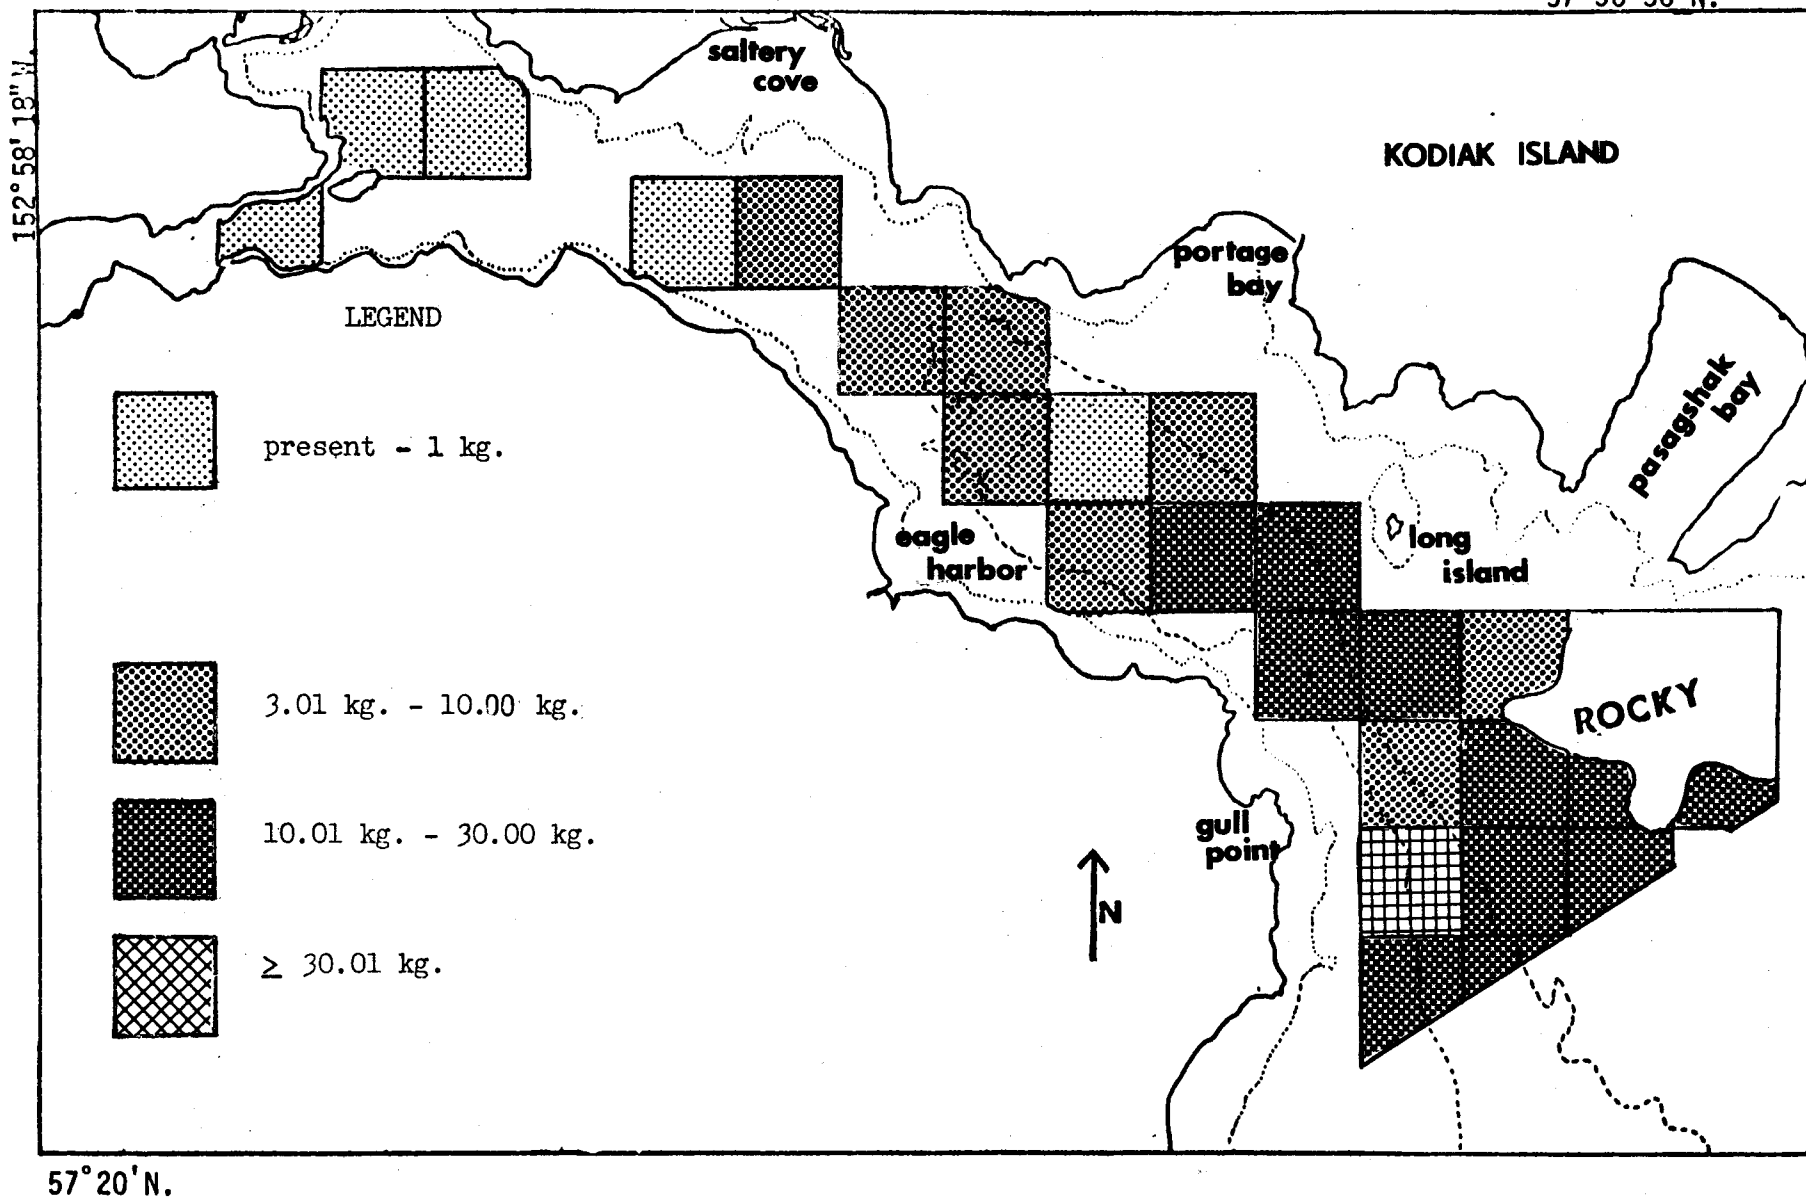 152°58'18"W.
saltery
cove
KODIAK ISLAND
portage
bay
pasagshak
bay
LEGEND
present - 1 kg.
3.01 kg. - 10.00 kg.
10.01 kg. - 30.00 kg.
≥ 30.01 kg.
eagle
harbor
long
island
ROCKY
gull
point
N
57°20'N.